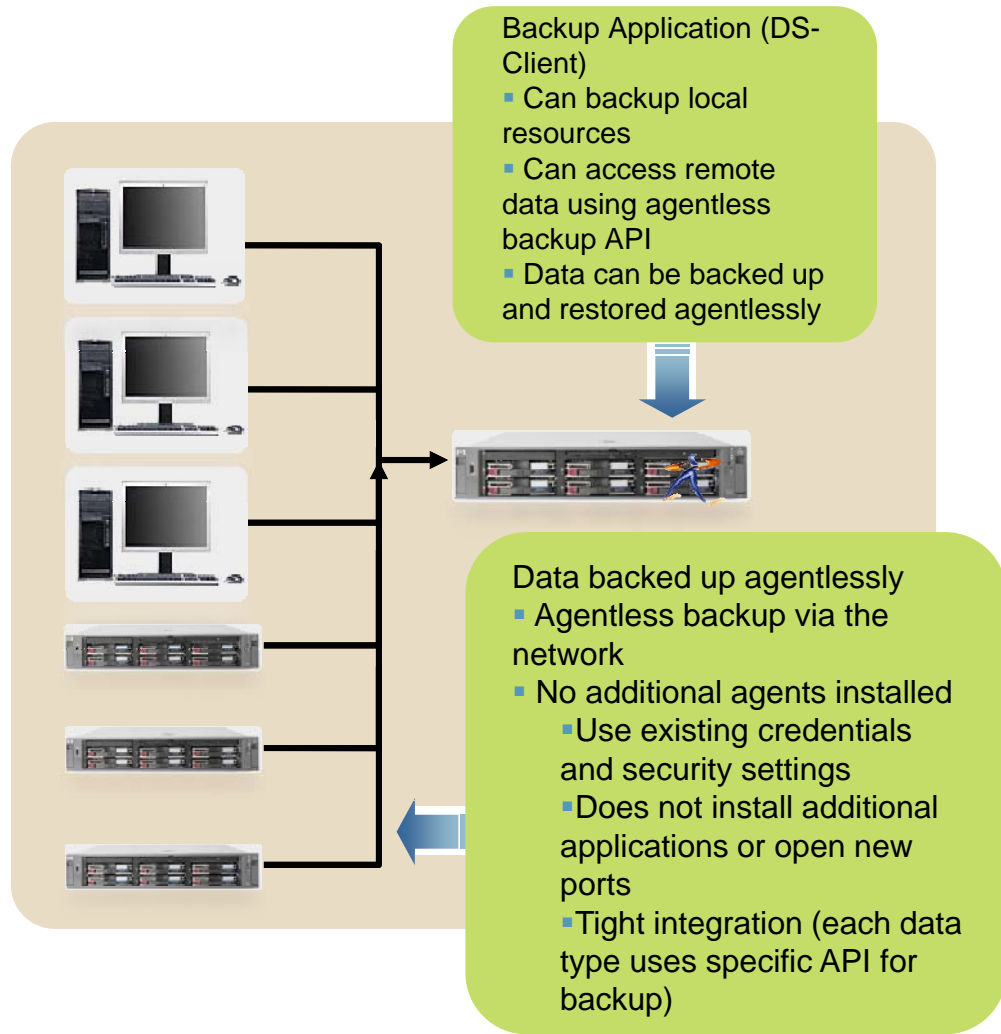 Backup Application (DS-
Client)
▪ Can backup local
resources
▪ Can access remote
data using agentless
backup API
▪ Data can be backed up
and restored agentlessly
Data backed up agentlessly
▪ Agentless backup via the
network
▪ No additional agents installed
▪Use existing credentials
and security settings
▪Does not install additional
applications or open new
ports
▪Tight integration (each data
type uses specific API for
backup)